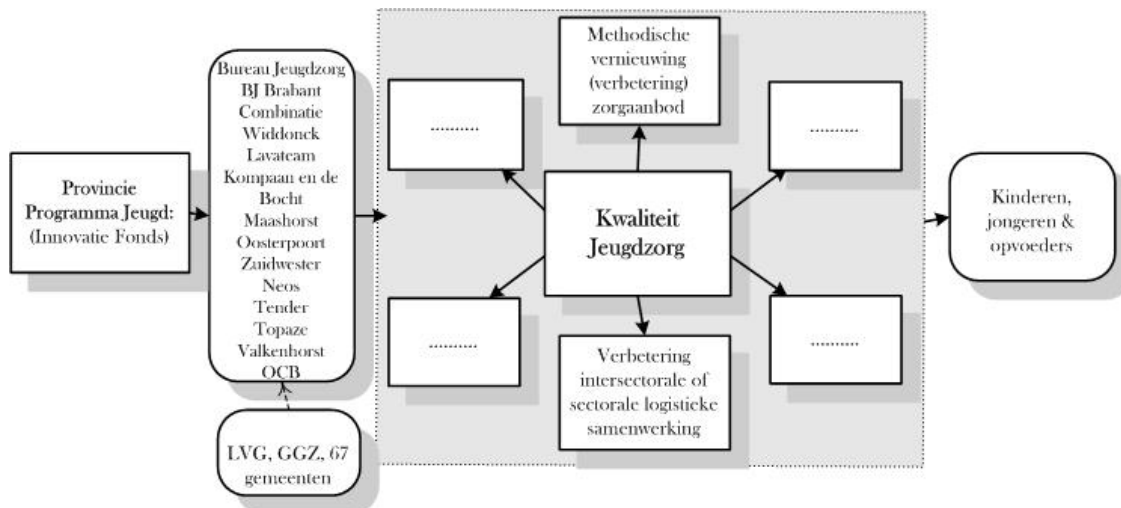 Provincie
Programma Jeugd:
(Innovatie Fonds)
Bureau Jeugdzorg
BJ Brabant
Combinatie
Widdonck
Lavateam
Kompaan en de
Bocht
Maashorst
Oosterpoort
Zuidwester
Neos
Tender
Topaze
Valkenhorst
OCB
LVG, GGZ, 67
gemeenten
..........
Methodische
vernieuwing
(verbetering)
zorgaanbod
..........
Kwaliteit
Jeugdzorg
..........
Verbetering
intersectorale of
sectorale logistieke
samenwerking
..........
Kinderen,
jongeren &
opvoeders